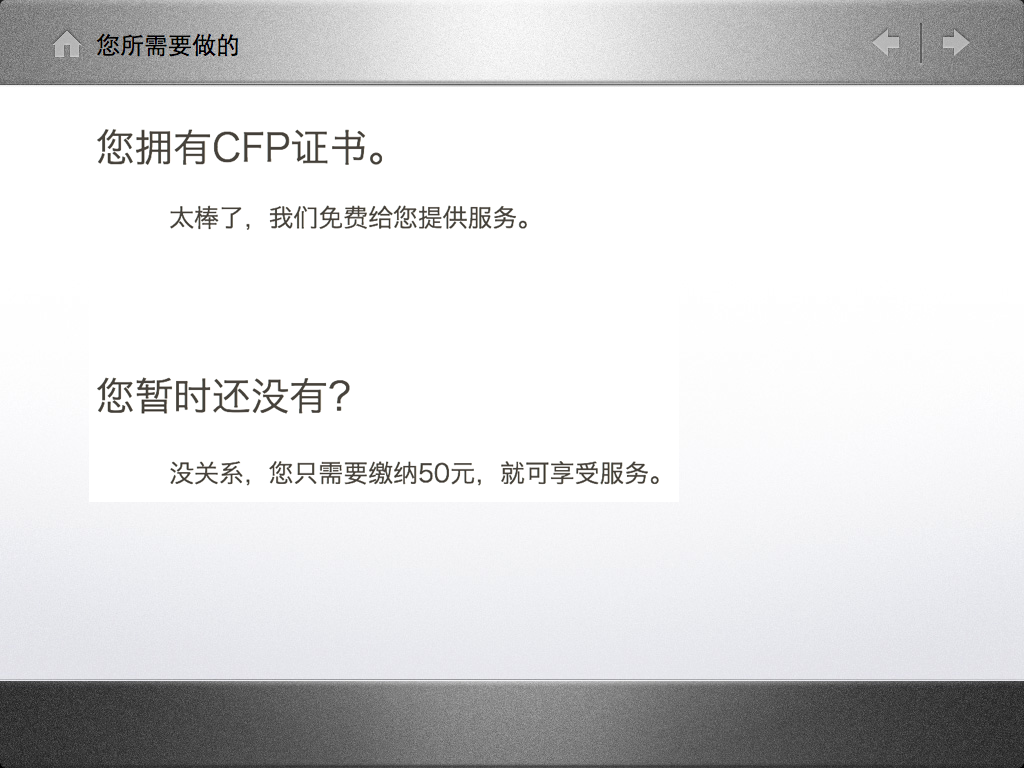 您所需要做的
您拥有CFP证书。
太棒了，我们免费给您提供服务。
您暂时还没有？
没关系，您只需要缴纳50元，就可享受服务。